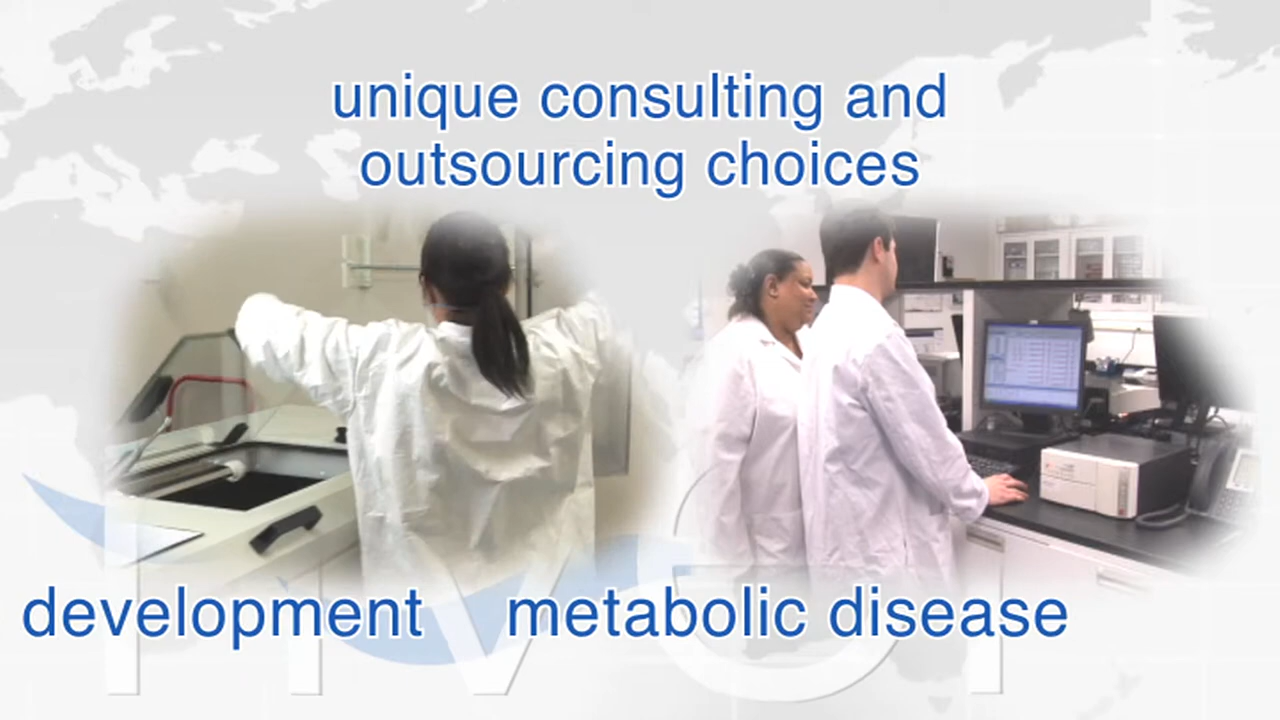 unique consulting and
outsourcing choices
development metabolic disease